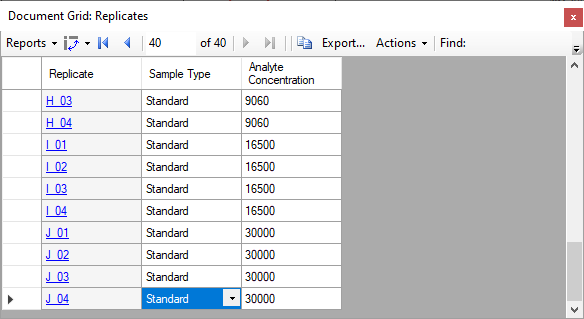 Document Grid: Replicates
Reports 40 of 40 Export... Actions Find:
Replicate Sample Type Analyte
Concentration
H_03 Standard 9060
H_04 Standard 9060
I_01 Standard 16500
I_02 Standard 16500
I_03 Standard 16500
I_04 Standard 16500
J_01 Standard 30000
J_02 Standard 30000
J_03 Standard 30000
J_04 Standard 30000